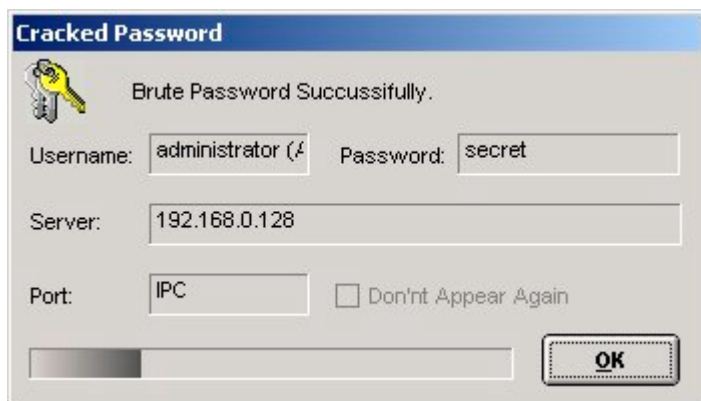 Cracked Password
Brute Password Succussifully.
Username: administrator (A Password: secret
Server: 192.168.0.128
Port: IPC Don'nt Appear Again
OK